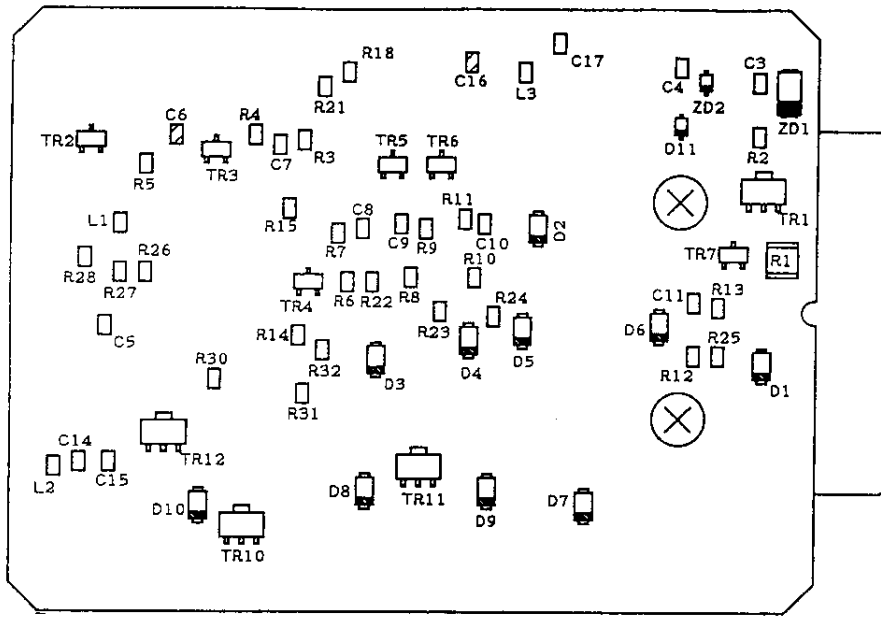 R18
C17
C16
L3
R21
C4
ZD2
C3
ZD1
C6
R4
TR2
TR3
C7
R3
TR5
TR6
D11
R2
R5
R15
L1
C8
R7
C9
R9
R11
C10
D2
TR1
R28
R27
R26
TR4
R6
R22
R8
R10
TR7
R1
C5
R14
R23
R24
C11
R13
D6
R30
R32
D3
D4
D5
R12
R25
D1
R31
C14
TR12
L2
C15
D10
TR10
D8
TR11
D9
D7